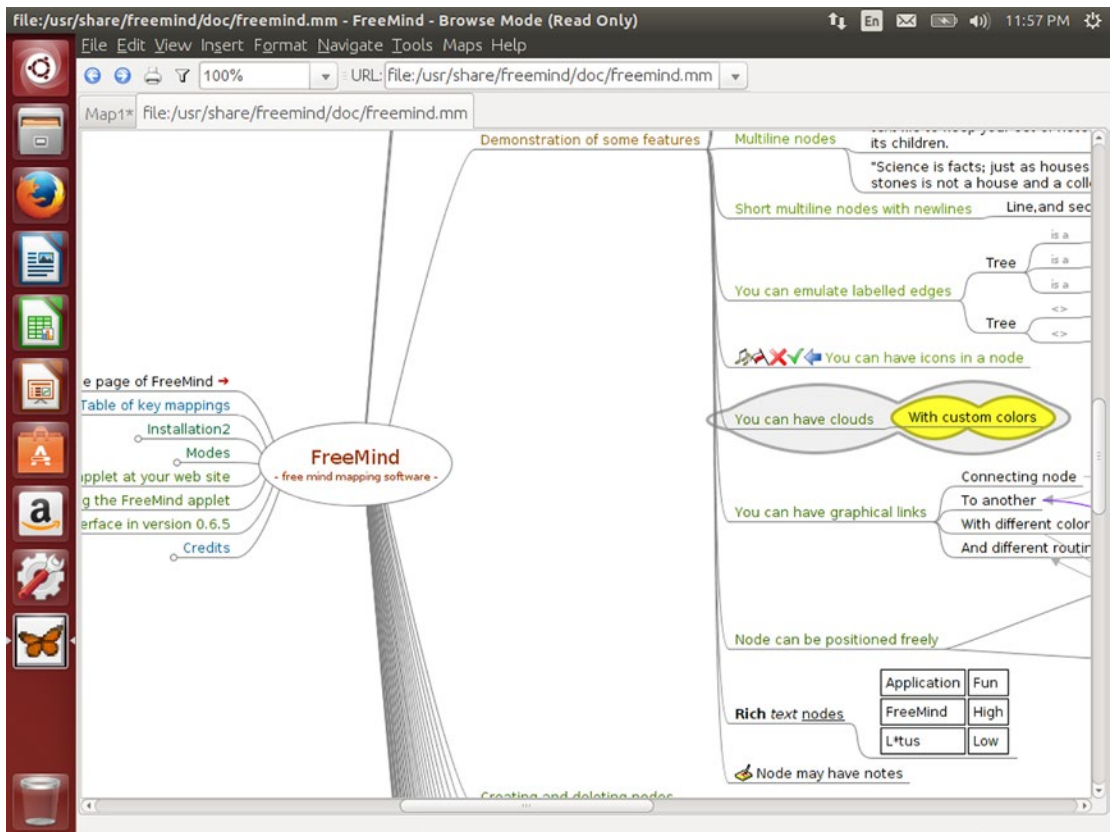 file:/usr/share/freemind/doc/freemind.mm - FreeMind - Browse Mode (Read Only)
En
11:57 PM
File Edit View Insert Format Navigate Tools Maps Help
100%
URL: file:/usr/share/freemind/doc/freemind.mm
Map1* file:/usr/share/freemind/doc/freemind.mm
Demonstration of some features
Multiline nodes
its children.
"Science is facts; just as houses
stones is not a house and a
Short multiline nodes with newlines
Line,and sec
You can emulate labelled edges
Tree
is a
is a
is a
Tree
<>
<>
You can have icons in a node
You can have clouds
With custom colors
You can have graphical links
Connecting node
To another
With different color
And different routin
Node can be positioned freely
Rich text nodes
Application Fun
FreeMind High
L*tus Low
Node may have notes
e page of FreeMind
Table of key mappings
Installation2
Modes
applet at your web site
g the FreeMind applet
erface in version 0.6.5
Credits
FreeMind
- free mind mapping software -
Creating and deleting nodes
a